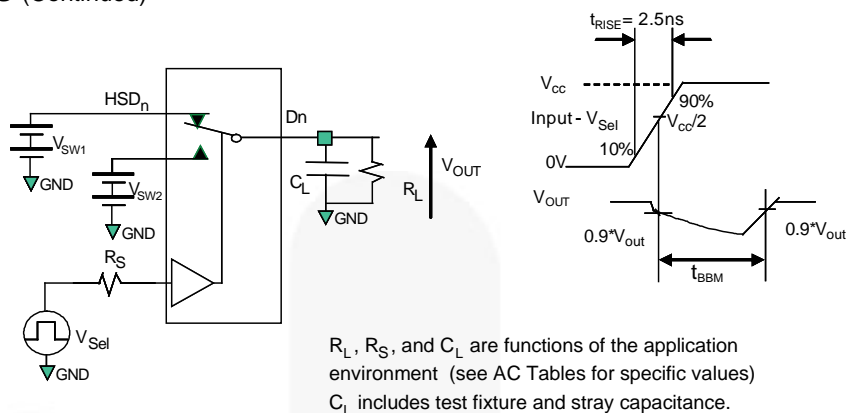 (Continued)
HSDn
Dn
VSW1
GND
VSW2
GND
CL
RL
VOUT
GND
RS
VSel
GND
tRISE= 2.5ns
Vcc
90%
Input - VSel
Vcc/2
10%
0V
VOUT
0.9*Vout
0.9*Vout
tBBM
RL, RS, and CL are functions of the application
environment (see AC Tables for specific values)
CL includes test fixture and stray capacitance.